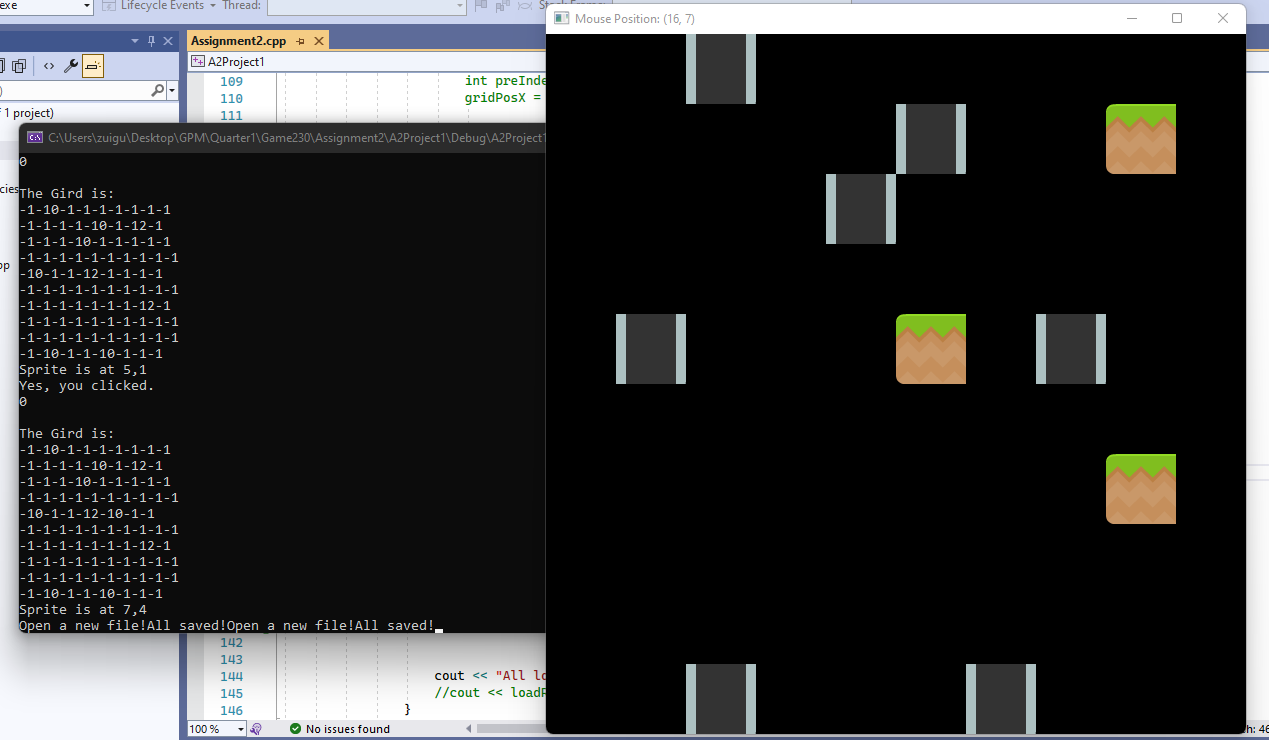 exe
Lifecycle Events
Thread:
Stack Frame:
Mouse Position: (16, 7)
Assignment2.cpp
A2Project1
1 project)
109 int preInde
110 gridPosX =
111
C:\Users\zuigu\Desktop\GPM\Quarter1\Game230\Assignment2\A2Project1\Debug\A2Project1
cies
pp
0
The Gird is:
-1-10-1-1-1-1-1-1-1
-1-1-1-1-10-1-12-1
-1-1-1-10-1-1-1-1-1
-1-1-1-1-1-1-1-1-1-1
-10-1-1-12-1-1-1-1
-1-1-1-1-1-1-1-1-1-1
-1-1-1-1-1-1-1-12-1
-1-1-1-1-1-1-1-1-1-1
-1-1-1-1-1-1-1-1-1-1
-1-10-1-1-10-1-1-1
Sprite is at 5,1
Yes, you clicked.
0
The Gird is:
-1-10-1-1-1-1-1-1-1
-1-1-1-1-10-1-12-1
-1-1-1-10-1-1-1-1-1
-1-1-1-1-1-1-1-1-1-1
-10-1-1-12-10-1-1
-1-1-1-1-1-1-1-1-1-1
-1-1-1-1-1-1-1-12-1
-1-1-1-1-1-1-1-1-1-1
-1-1-1-1-1-1-1-1-1-1
-1-10-1-1-10-1-1-1
Sprite is at 7,4
Open a new file!All saved!Open a new file!All saved!
142
143
144 cout << "All lo
145 //cout << loadF
146 }
100 %
No issues found
h: 46